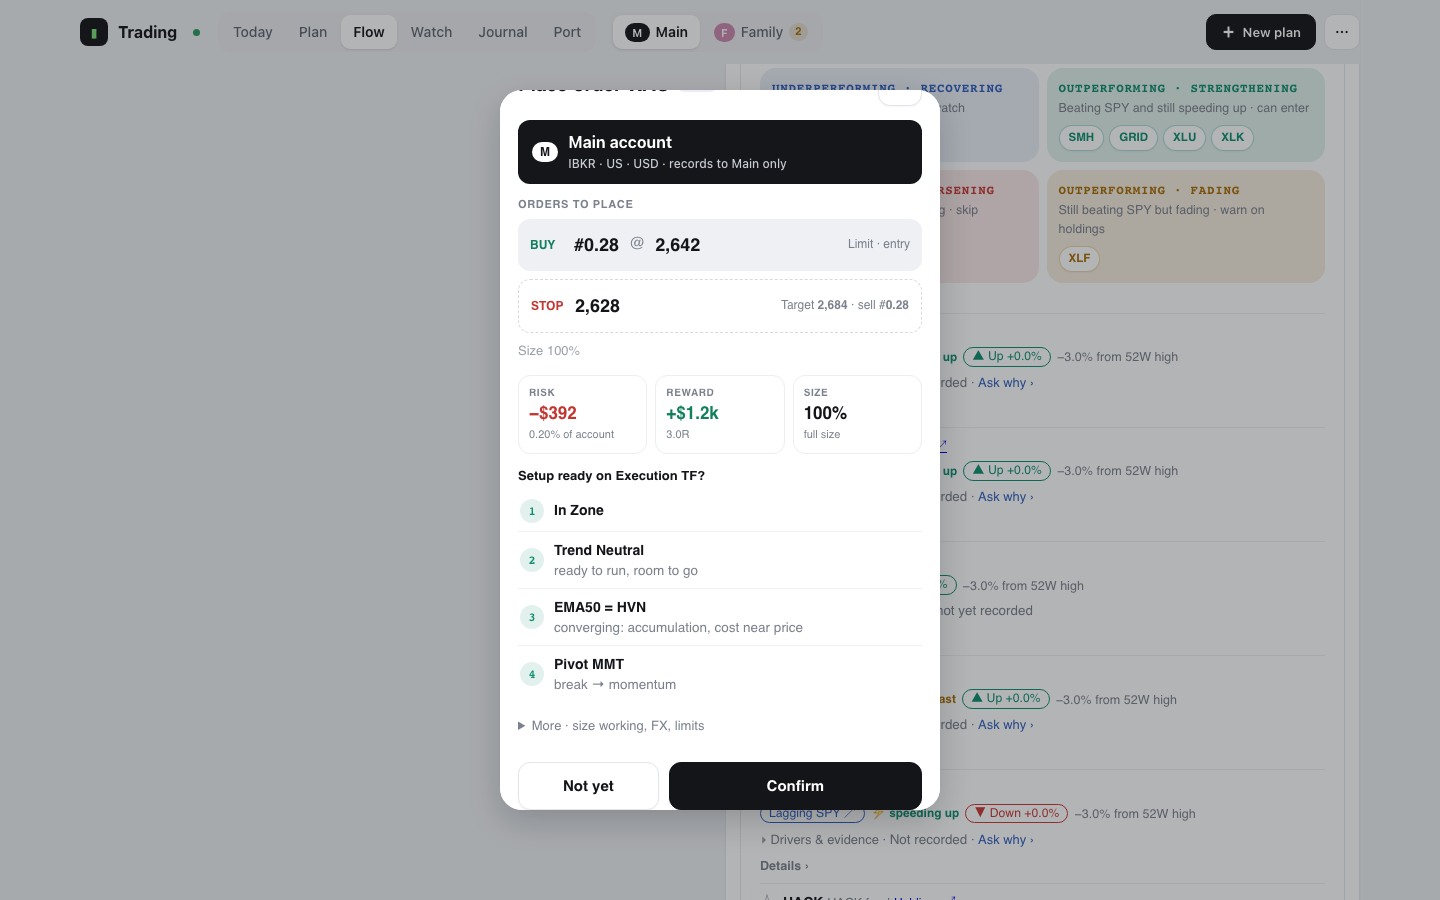 Trading
Today
Plan
Flow
Watch
Journal
Port
M Main
F Family 2
+ New plan
...
Main account
M
IBKR · US · USD · records to Main only
ORDERS TO PLACE
BUY #0.28 @ 2,642 Limit · entry
STOP 2,628 Target 2,684 · sell #0.28
Size 100%
RISK
–$392
0.20% of account
REWARD
+$1.2k
3.0R
SIZE
100%
full size
Setup ready on Execution TF?
1 In Zone
2 Trend Neutral
ready to run, room to go
3 EMA50 = HVN
converging: accumulation, cost near price
4 Pivot MMT
break → momentum
▶ More · size working, FX, limits
Not yet
Confirm
UNDERPERFORMING · RECOVERING
OUTPERFORMING · STRENGTHENING
Beating SPY and still speeding up · can enter
SMH GRID XLU XLK
· skip
OUTPERFORMING · FADING
Still beating SPY but fading · warn on
holdings
XLF
up ▲ Up +0.0% –3.0% from 52W high
Ask why ›
up ▲ Up +0.0% –3.0% from 52W high
Ask why ›
–3.0% from 52W high
not yet recorded
▲ Up +0.0% –3.0% from 52W high
Ask why ›
Lagging SPY ⚡ speeding up ▼ Down +0.0% –3.0% from 52W high
Drivers & evidence · Not recorded · Ask why ›
Details ›